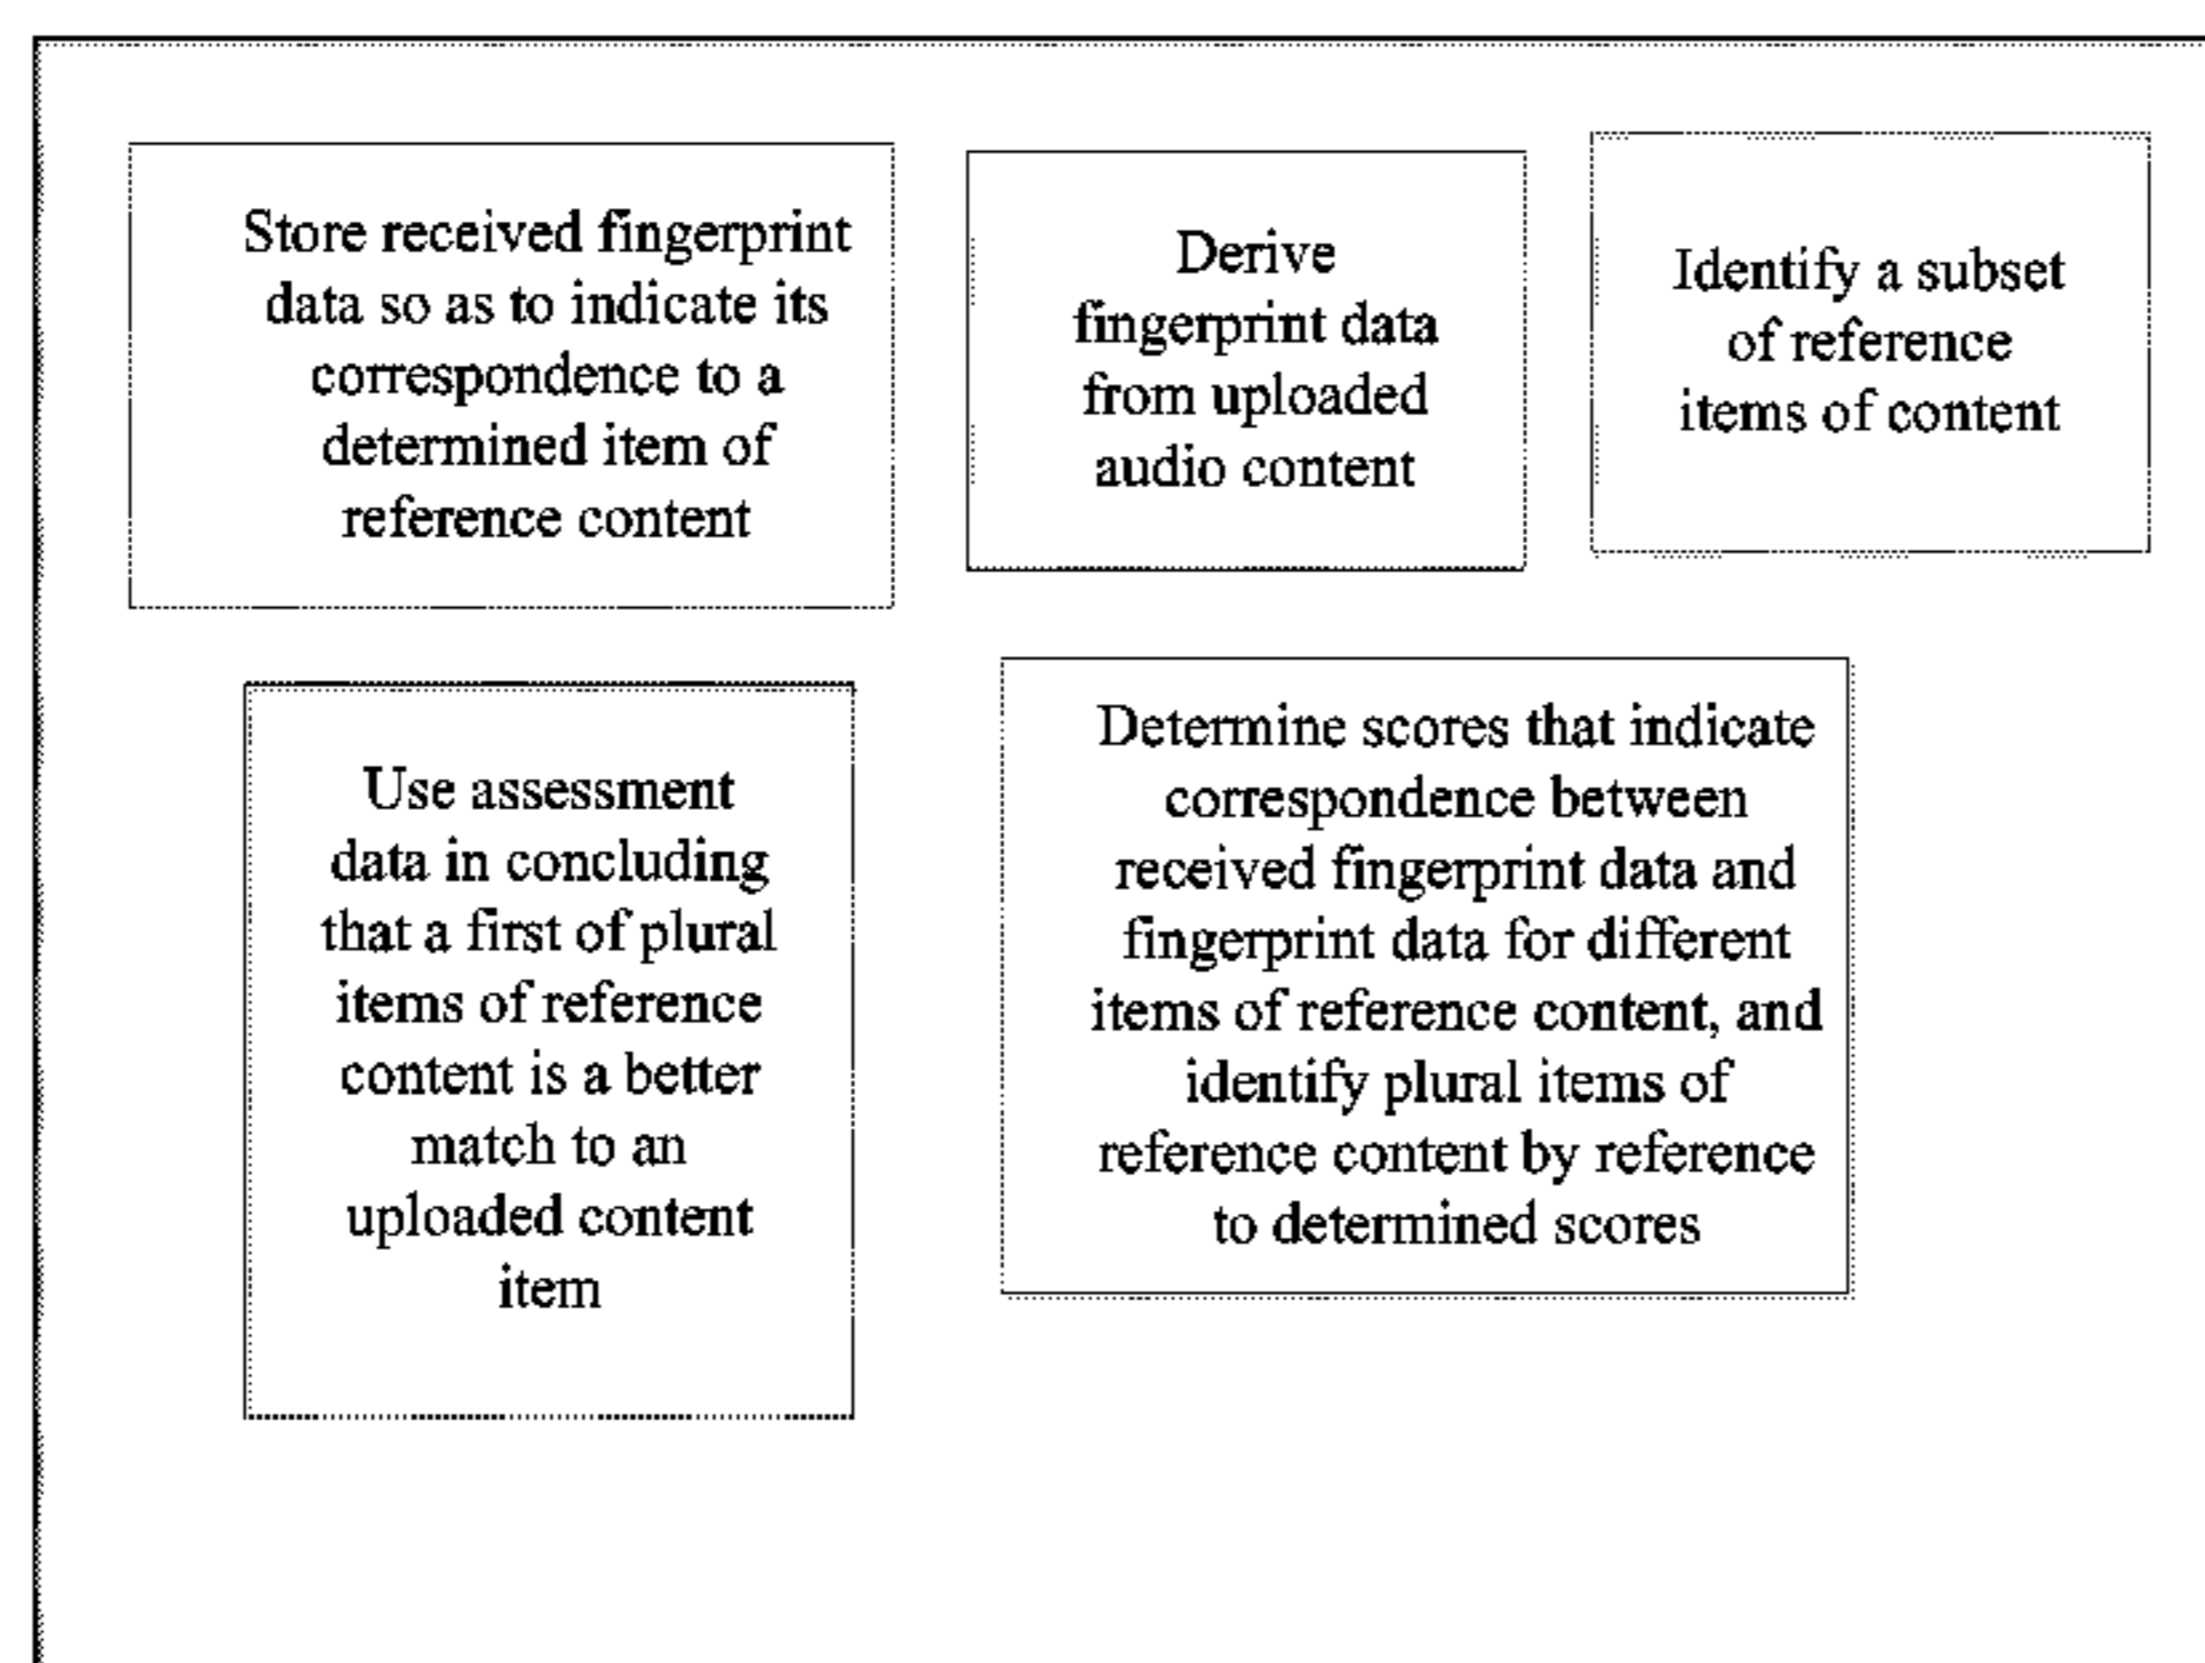 Store received fingerprint
data so as to indicate its
correspondence to a
determined item of
reference content
Derive
fingerprint data
from uploaded
audio content
Identify a subset
of reference
items of content
Use assessment
data in concluding
that a first of plural
items of reference
content is a better
match to an
uploaded content
item
Determine scores that indicate
correspondence between
received fingerprint data and
fingerprint data for different
items of reference content, and
identify plural items of
reference content by reference
to determined scores